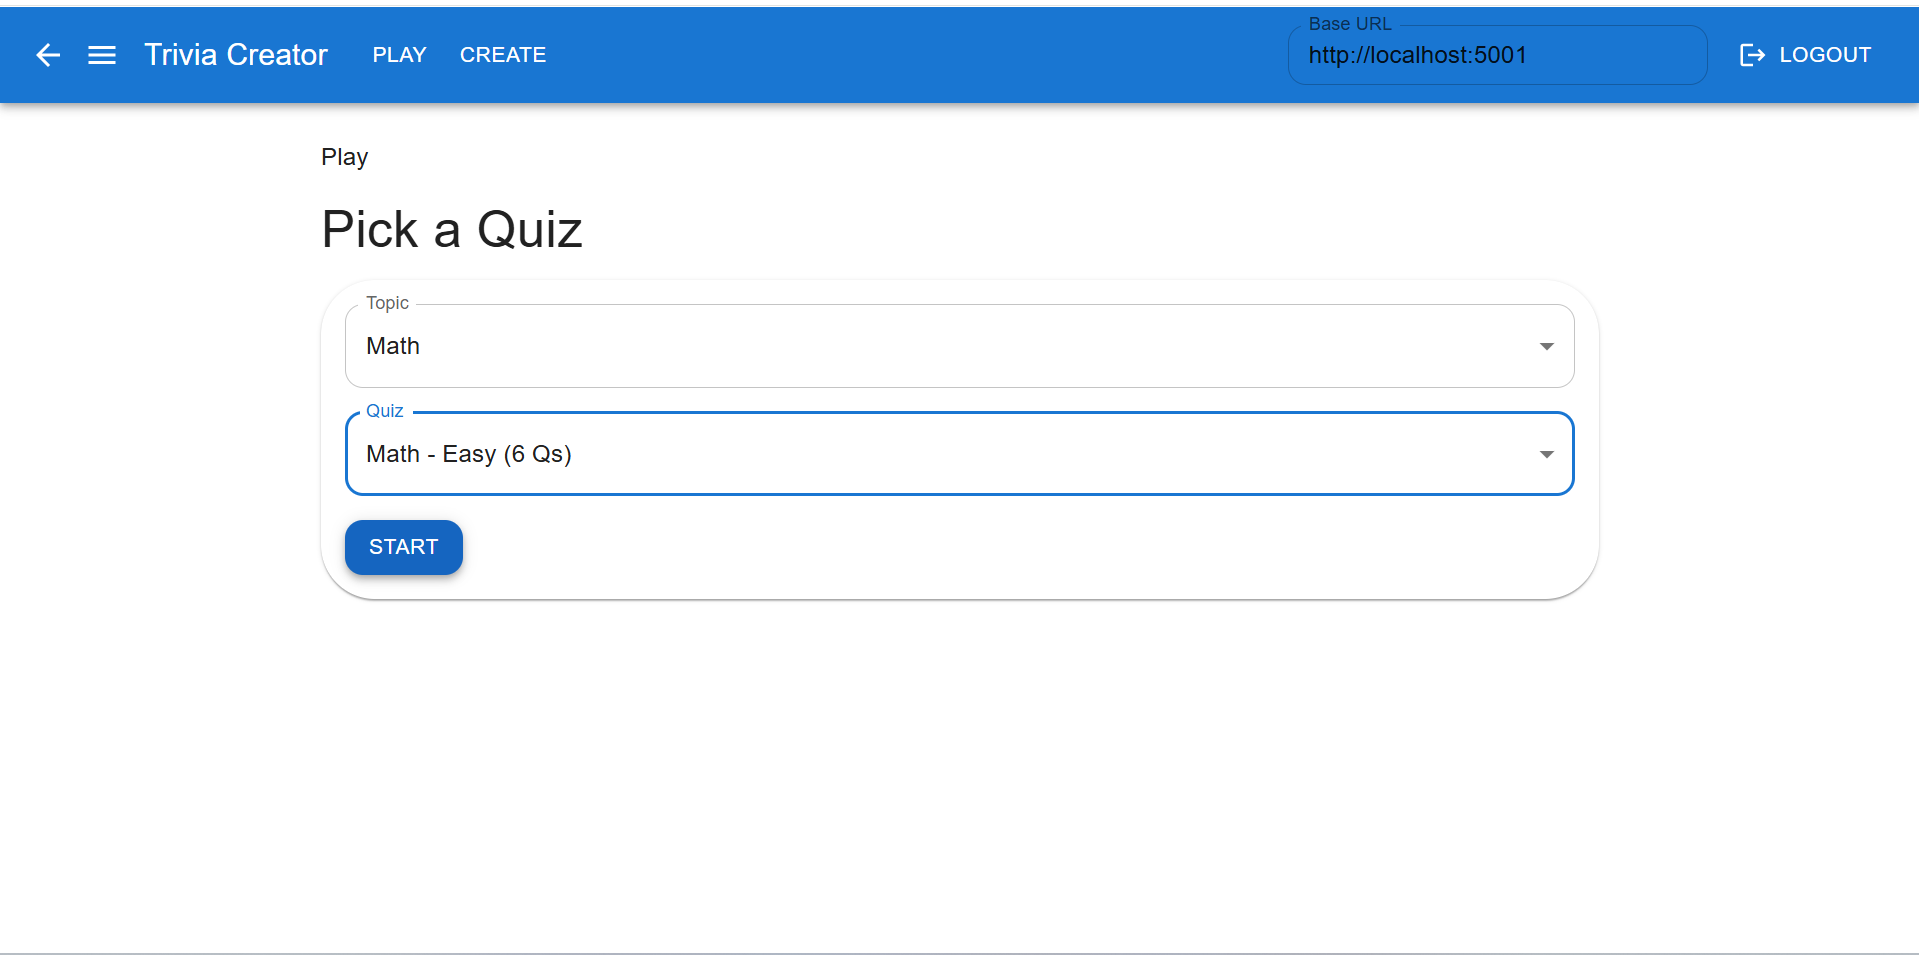 Base URL
Trivia Creator PLAY CREATE http://localhost:5001 LOGOUT
Play
Pick a Quiz
Topic
Math
Quiz
Math - Easy (6 Qs)
START